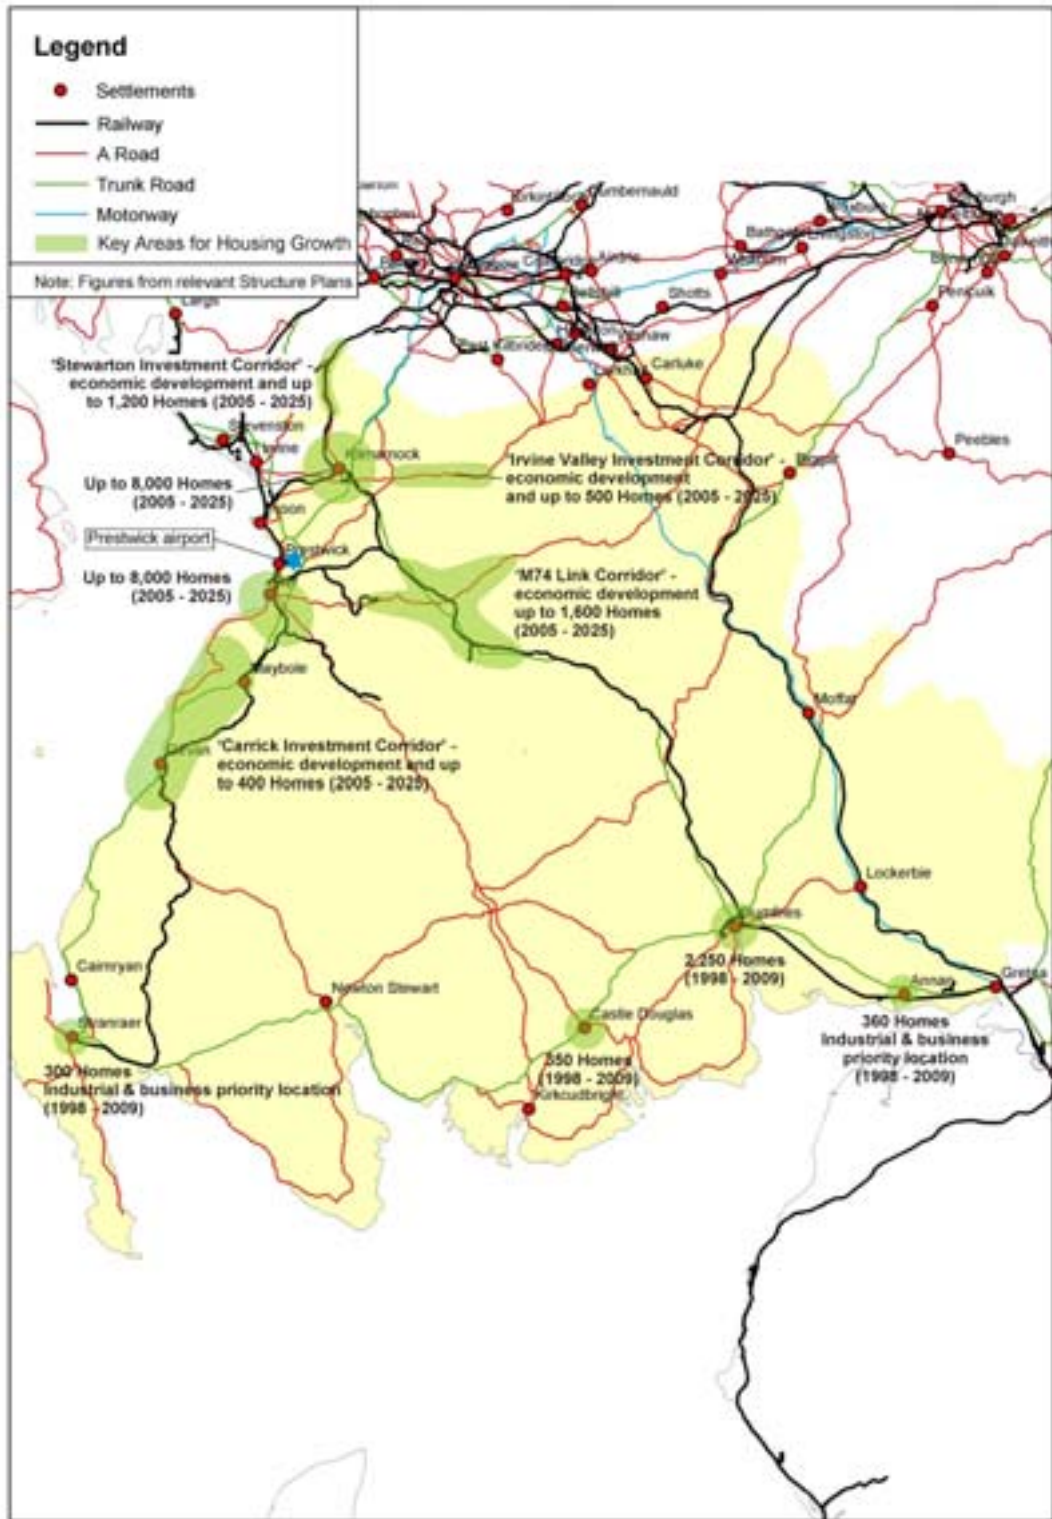 Legend
Settlements
Railway
A Road
Trunk Road
Motorway
Key Areas for Housing Growth
Note: Figures from relevant Structure Plans
Cumbernauld
Airdrie
Shotts
Penicuik
Carluke
Peebles
'Stewarton Investment Corridor' -
economic development and up
to 1,200 Homes (2005 - 2025)
Stevenston
Kilmarnock
Up to 8,000 Homes
(2005 - 2025)
'Irvine Valley Investment Corridor' -
economic development
and up to 500 Homes (2005 - 2025)
Biggar
Prestwick airport
Prestwick
Up to 8,000 Homes
(2005 - 2025)
'M74 Link Corridor' -
economic development
up to 1,600 Homes
(2005 - 2025)
Maybole
Moffat
Girvan
'Carrick Investment Corridor' -
economic development and up
to 400 Homes (2005 - 2025)
Lockerbie
Dumfries
2,250 Homes
(1998 - 2009)
Cairnryan
Newton Stewart
Annan
Gretna
Stranraer
Castle Douglas
360 Homes
Industrial & business
priority location
(1998 - 2009)
350 Homes
(1998 - 2009)
300 Homes
Industrial & business priority location
(1998 - 2009)
Kirkcudbright